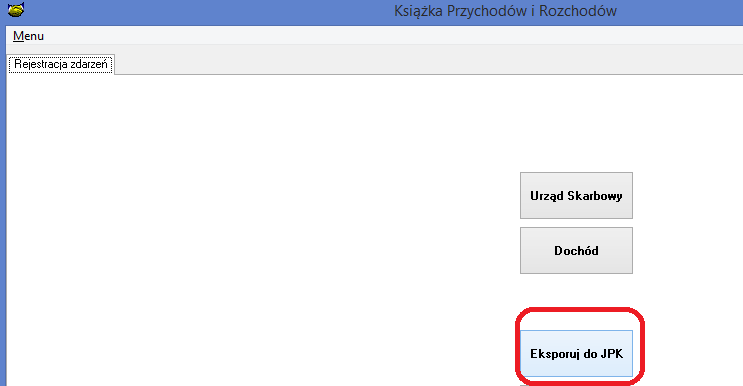 Książka Przychodów i Rozchodów
Menu
Rejestracja zdarzeń
Urząd Skarbowy
Dochód
Eksporuj do JPK